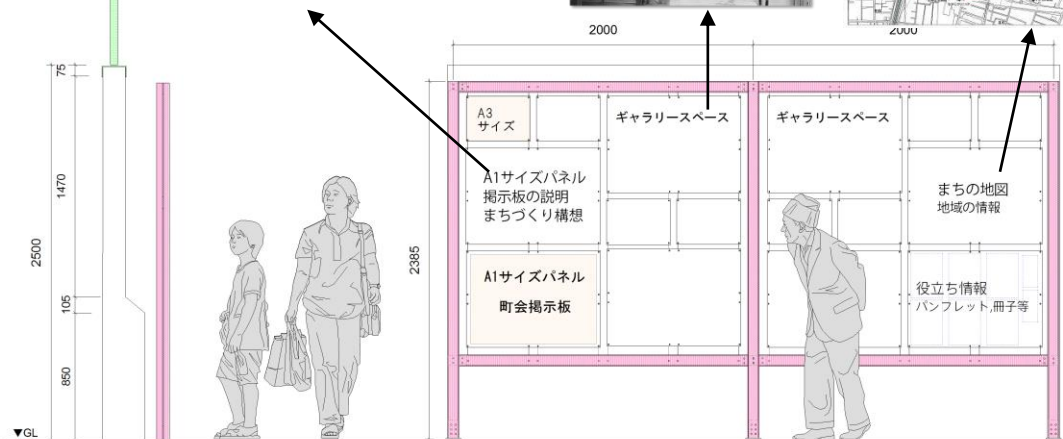 2000
2000
75
1470
2500
105
850
▼GL
2385
A3
サイズ
ギャラリースペース
ギャラリースペース
A1サイズパネル
掲示板の説明
まちづくり構想
まちの地図
地域の情報
A1サイズパネル
町会掲示板
役立ち情報
パンフレット,冊子等